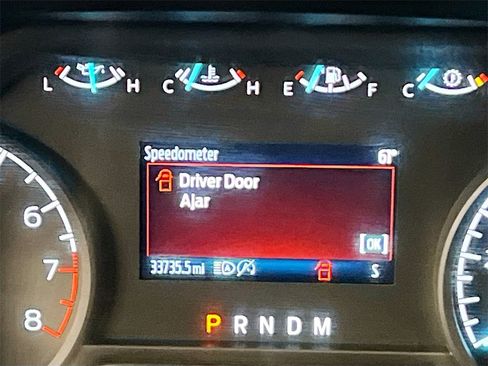 L H C H E F C
Speedometer 61°
Driver Door
Ajar
[OK]
33735.5 mi A S
6
7
8
P R N D M